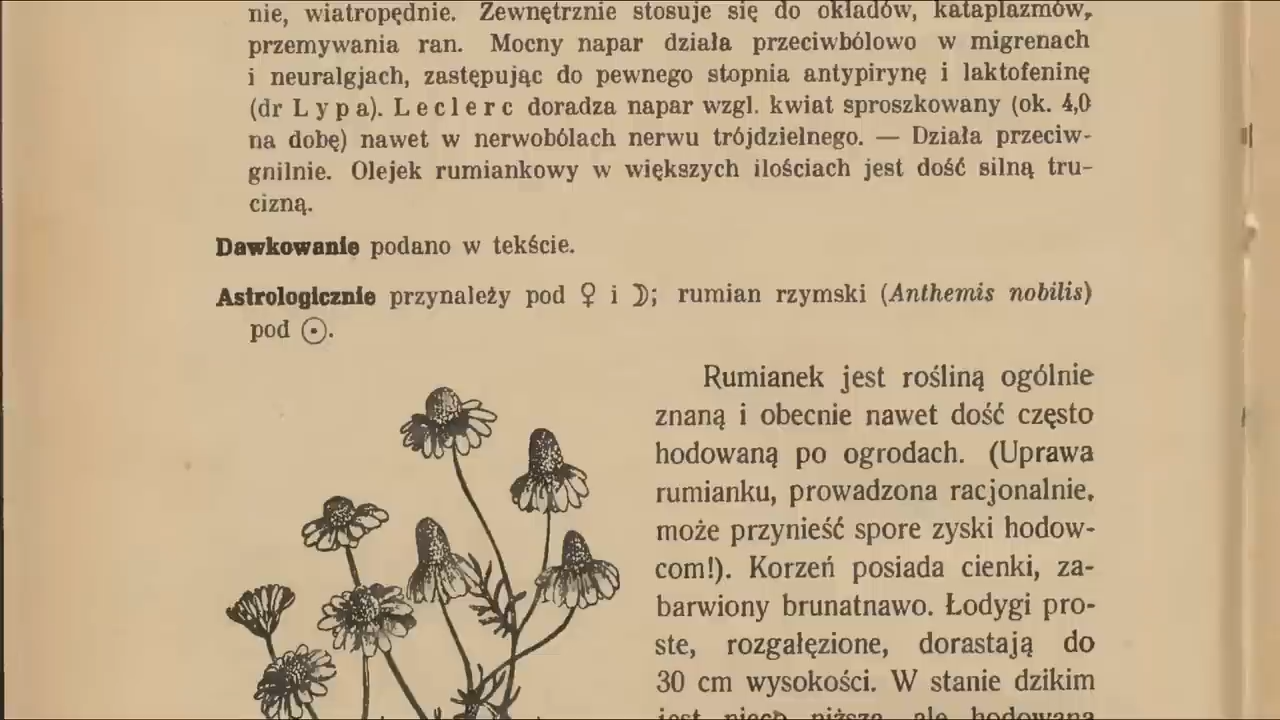 nie, wiatropędnie. Zewnętrznie stosuje się do okładów, kataplazmów,
przemywania ran. Mocny napar działa przeciwbólowo w migrenach
i neuralgjach, zastępując do pewnego stopnia antypirynę i laktofeninę
(dr L y p a). L e c l e r c doradza napar wzgl. kwiat sproszkowany (ok. 4,0
na dobę) nawet w nerwobólach nerwu trójdzielnego. — Działa przeciw-
gnilnie. Olejek rumiankowy w większych ilościach jest dość silną tru-
cizną.
Dawkowanie podano w tekście.
Astrologicznie przynależy pod ♀ i ☽; rumian rzymski (Anthemis nobilis)
pod ☉.
Rumianek jest rośliną ogólnie
znaną i obecnie nawet dość często
hodowaną po ogrodach. (Uprawa
rumianku, prowadzona racjonalnie,
może przynieść spore zyski hodow-
com!). Korzeń posiada cienki, za-
barwiony brunatnawo. Łodygi pro-
ste, rozgałęzione, dorastają do
30 cm wysokości. W stanie dzikim
jest nieco niższa, ale hodowana